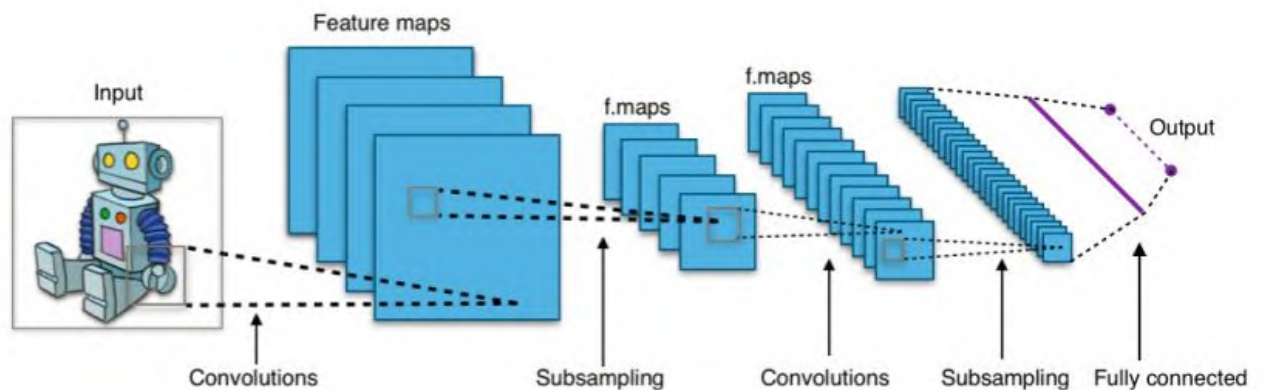 Feature maps
Input
f.maps
f.maps
Output
Convolutions
Subsampling
Convolutions
Subsampling
Fully connected